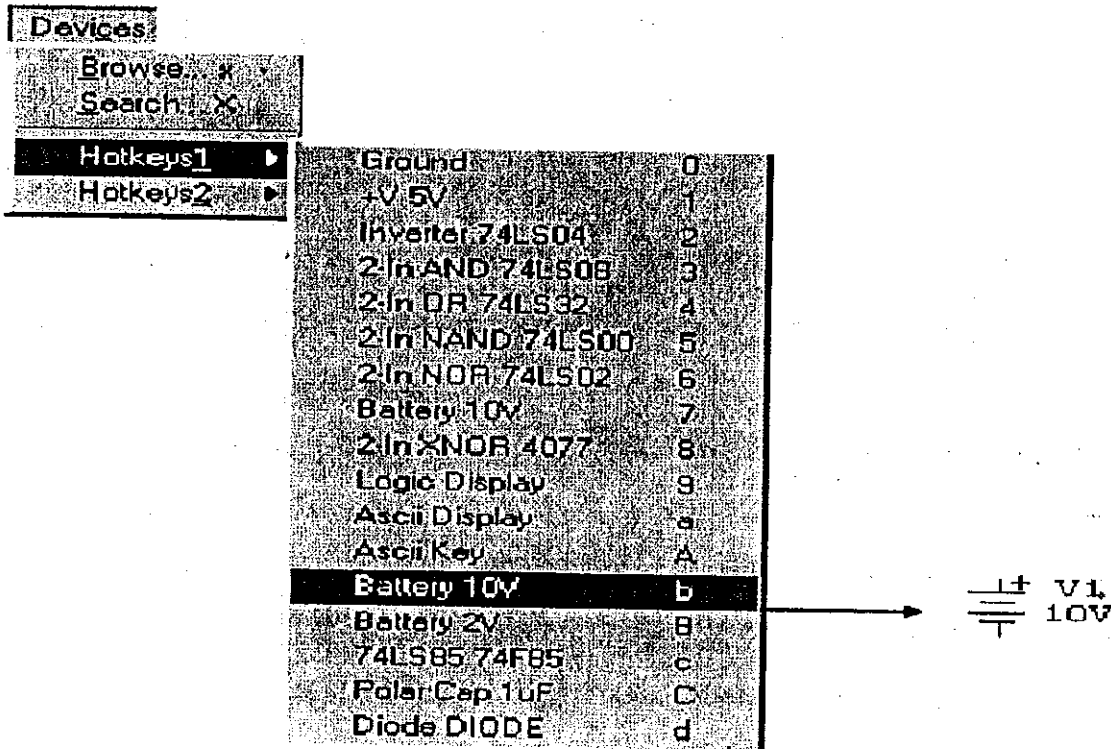 Devices
Browse... x
Search... X
Hotkeys1
Hotkeys2
Ground 0
+V 5V 1
Inverter 74LS04 2
2-In AND 74LS08 3
2-In OR 74LS32 4
2-In NAND 74LS00 5
2-In NOR 74LS02 6
Battery 10V 7
2-In XNOR 4077 8
Logic Display 9
Ascii Display a
Ascii Key A
Battery 10V b
Battery 2V B
74LS85 74F85 c
Polar Cap 1uF C
Diode DIODE d
+ V1
10V